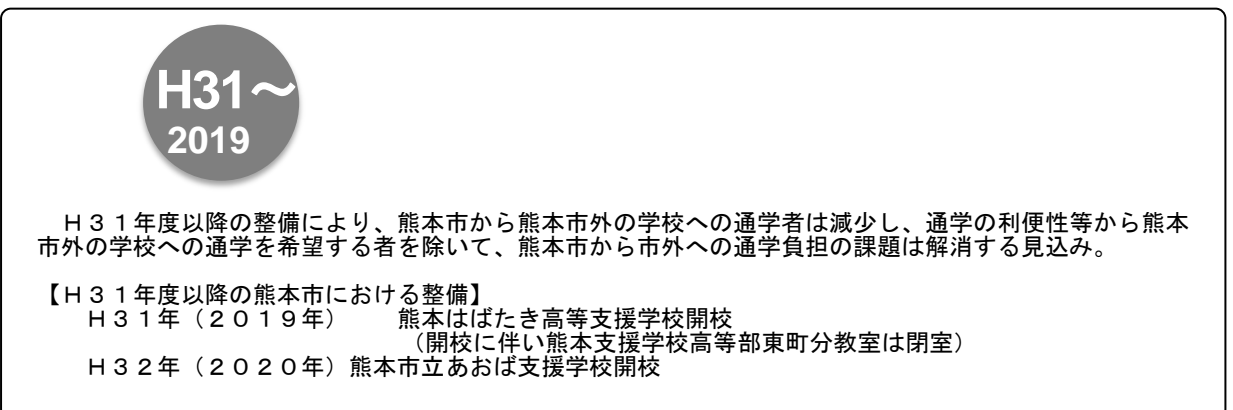 H31～
2019
　Ｈ３１年度以降の整備により、熊本市から熊本市外の学校への通学者は減少し、通学の利便性等から熊本
市外の学校への通学を希望する者を除いて、熊本市から市外への通学負担の課題は解消する見込み。
【Ｈ３１年度以降の熊本市における整備】
Ｈ３１年（２０１９年）　　熊本はばたき高等支援学校開校
（開校に伴い熊本支援学校高等部東町分教室は閉室）
Ｈ３２年（２０２０年）熊本市立あおば支援学校開校